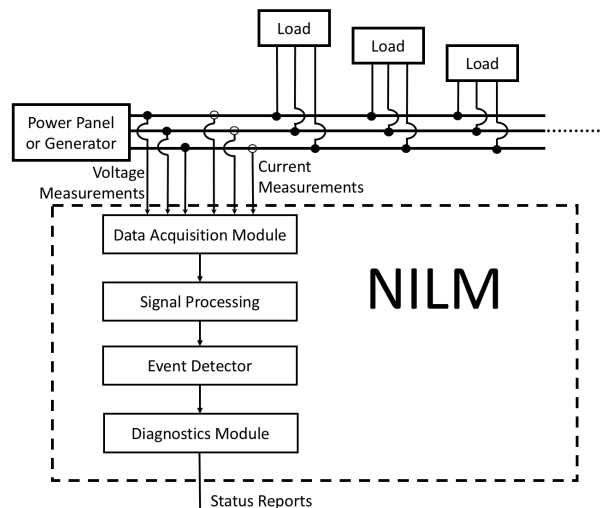 Load
Load
Load
Power Panel
or Generator
Voltage
Measurements
Current
Measurements
Data Acquisition Module
NILM
Signal Processing
Event Detector
Diagnostics Module
Status Reports